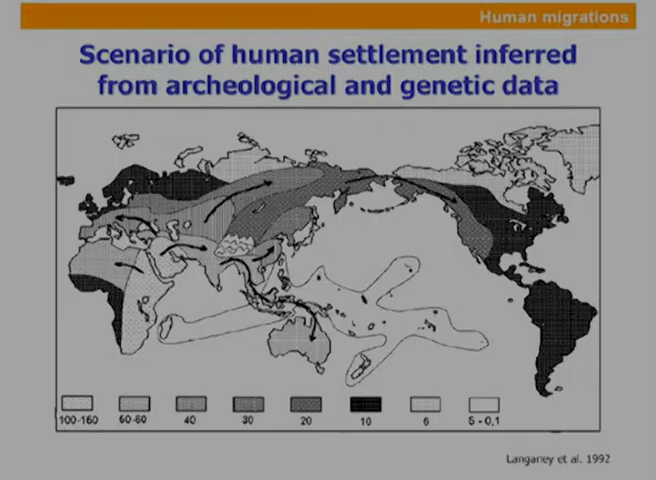 Human migrations
Scenario of human settlement inferred
from archeological and genetic data
100-150 60-60 40 30 20 10 6 5 - 0,1
Langaney et al. 1992